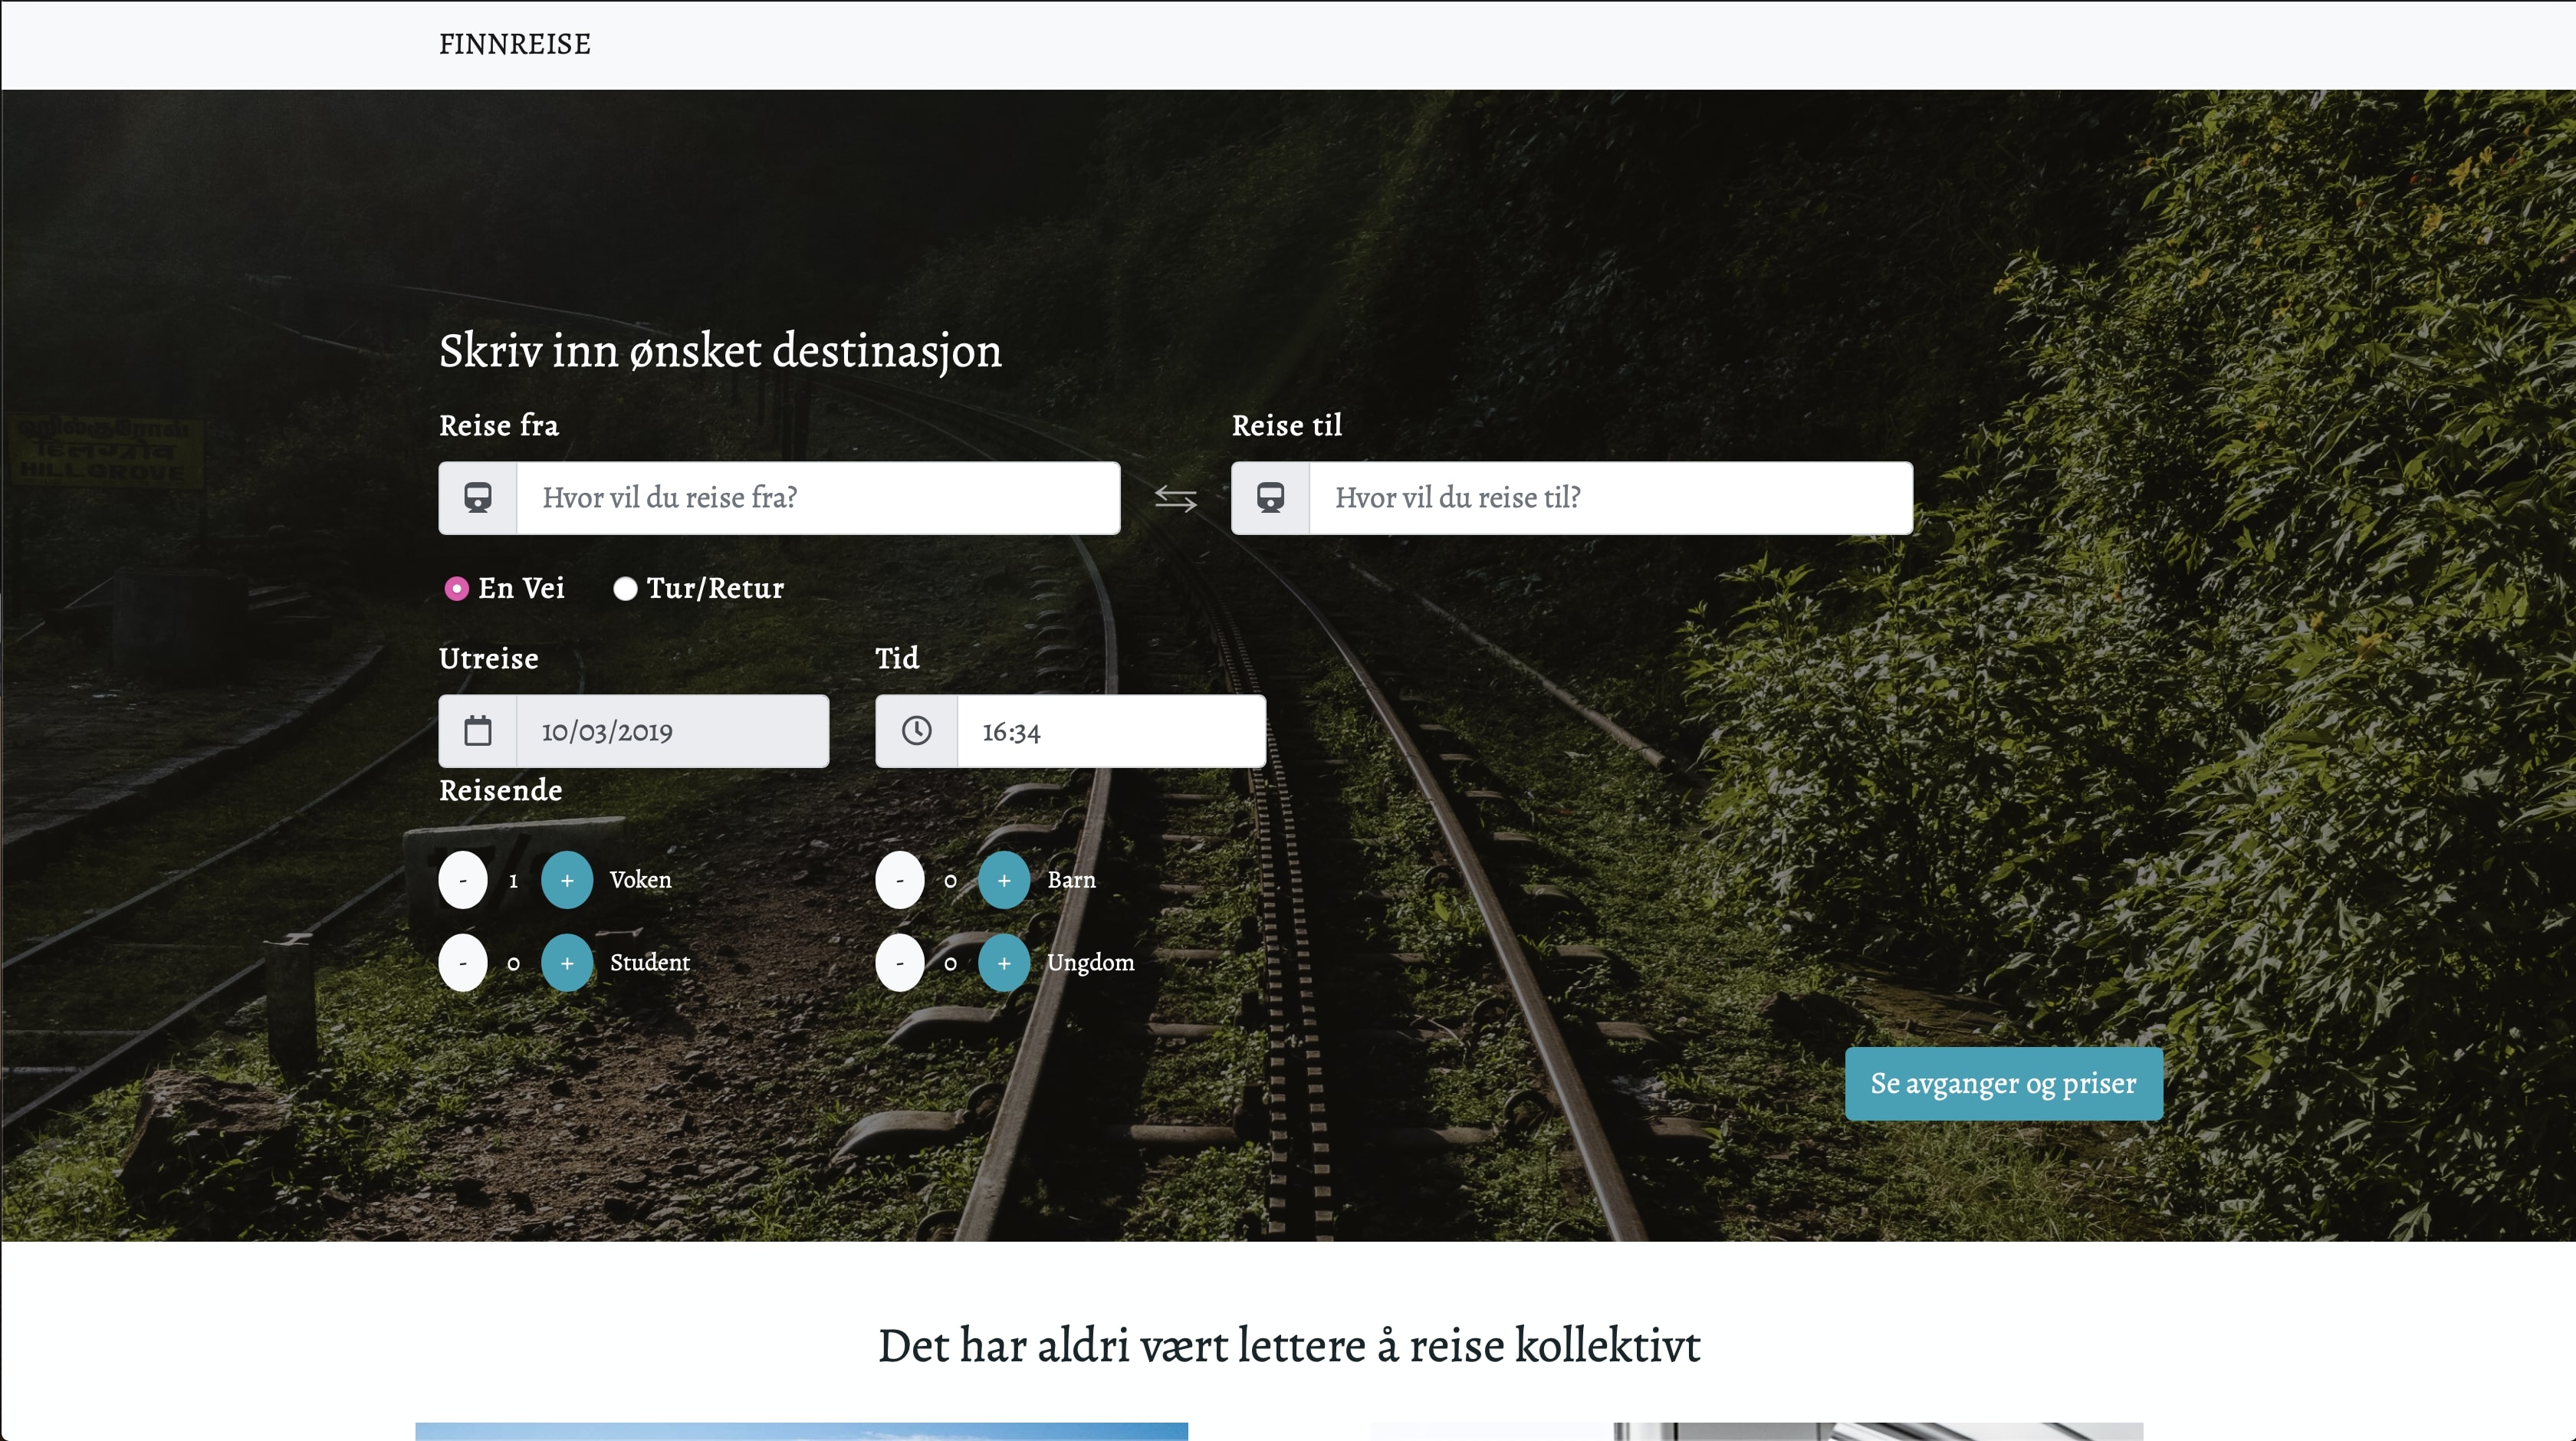 FINNREISE
Skriv inn ønsket destinasjon
Reise fra
Reise til
Hvor vil du reise fra?
Hvor vil du reise til?
En Vei
Tur/Retur
Utreise
Tid
10/03/2019
16:34
Reisende
- 1 + Voken
- 0 + Barn
- 0 + Student
- 0 + Ungdom
HILLGROVE
Se avganger og priser
Det har aldri vært lettere å reise kollektivt